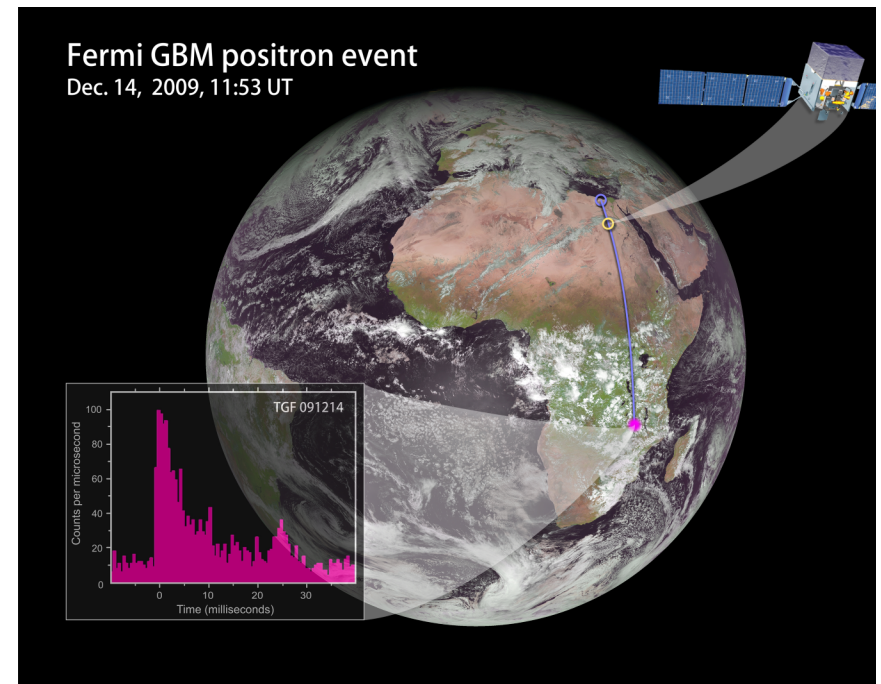 Fermi GBM positron event
Dec. 14, 2009, 11:53 UT
TGF 091214
Counts per microsecond
100
80
60
40
20
0
0
10
20
30
Time (milliseconds)